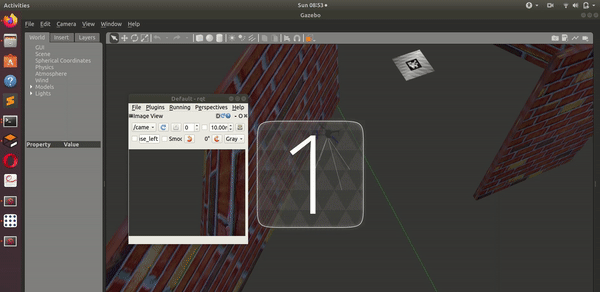 Activities
Sun 08:53
Gazebo
File Edit Camera View Window Help
World Insert Layers
GUI
Scene
Spherical Coordinates
Physics
Atmosphere
Wind
Models
Lights
Property Value
Default - rqt
File Plugins Running Perspectives Help
Image View
/came 0 10.00
ise_left Smoo 0° Gray
1